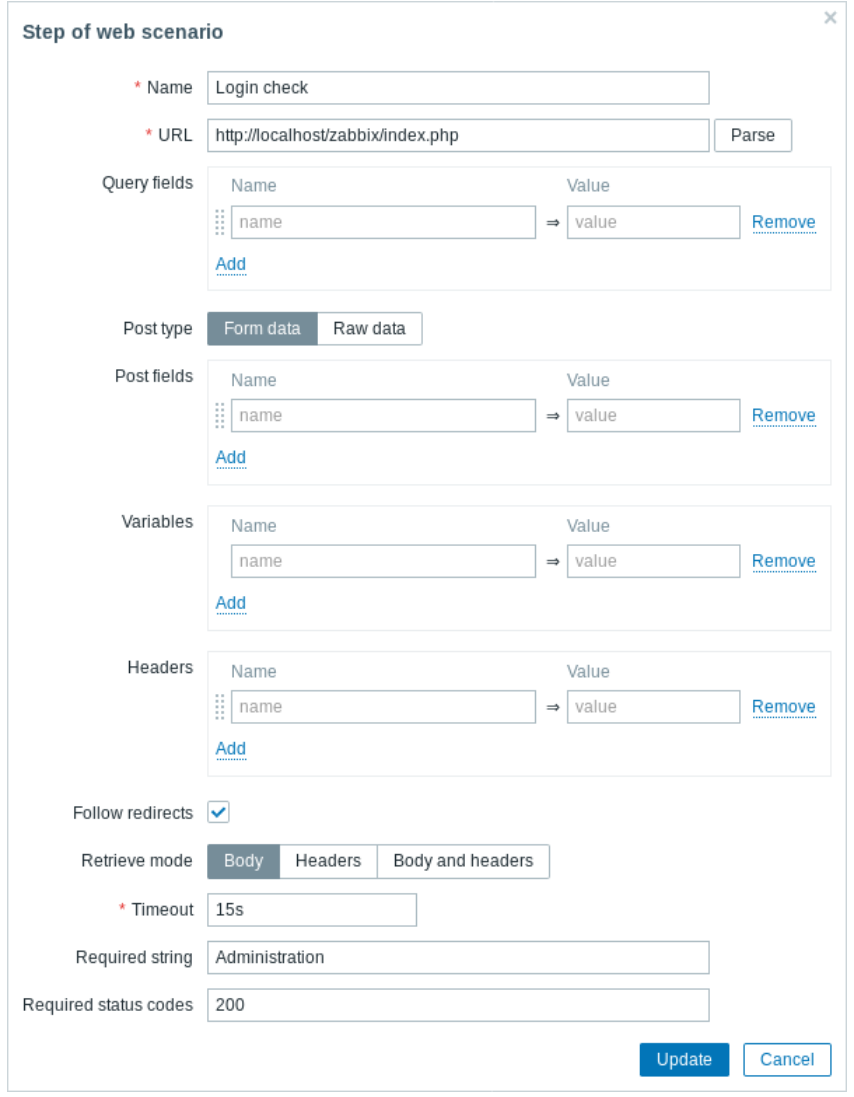 Step of web scenario ×
* Name Login check
* URL http://localhost/zabbix/index.php Parse
Query fields Name Value
name ⇒ value Remove
Add
Post type Form data Raw data
Post fields Name Value
name ⇒ value Remove
Add
Variables Name Value
name ⇒ value Remove
Add
Headers Name Value
name ⇒ value Remove
Add
Follow redirects
Retrieve mode Body Headers Body and headers
* Timeout 15s
Required string Administration
Required status codes 200
Update Cancel